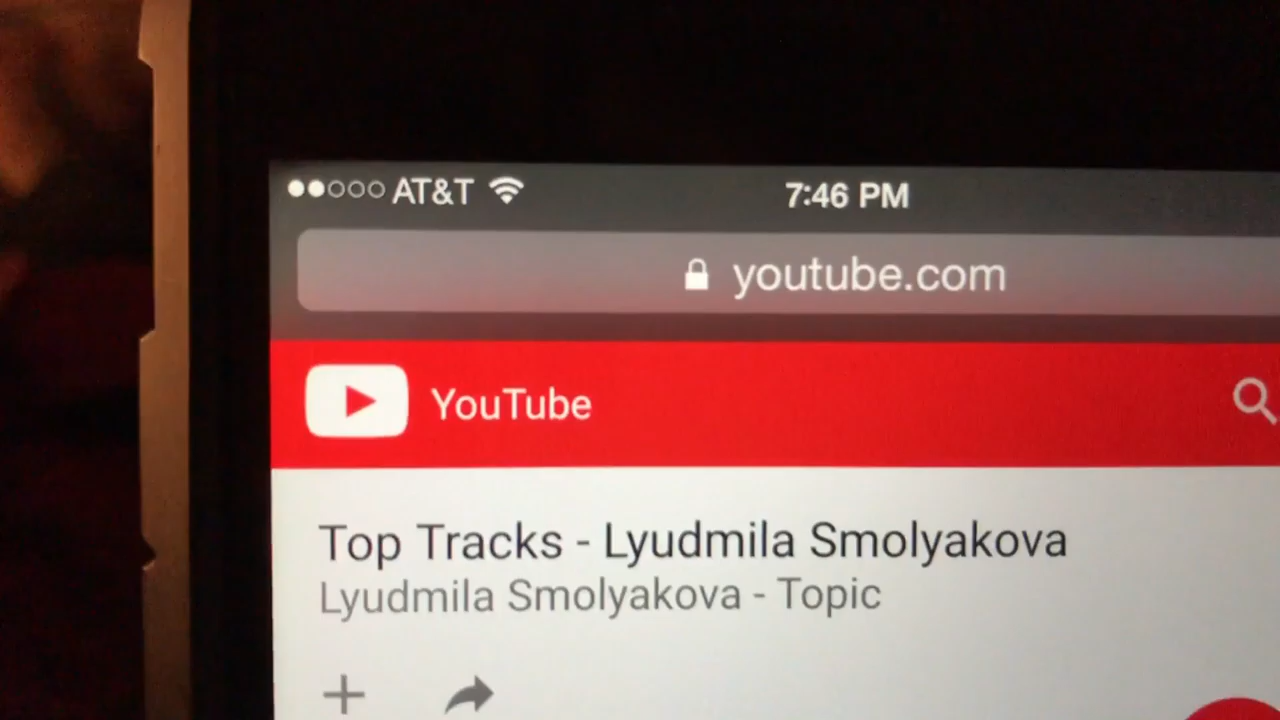 AT&T 7:46 PM
youtube.com
YouTube
Top Tracks - Lyudmila Smolyakova
Lyudmila Smolyakova - Topic